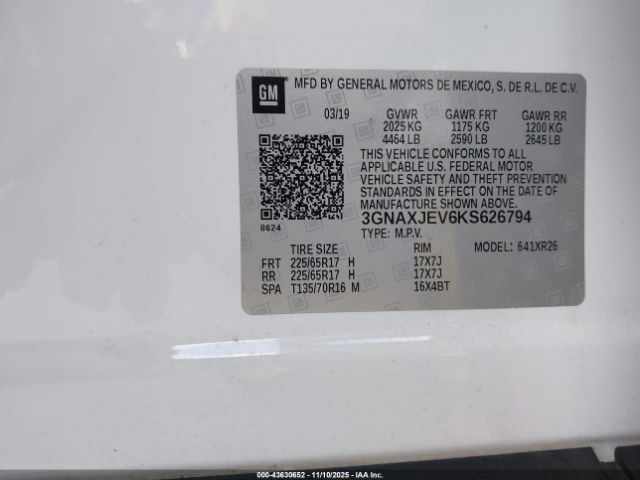 GM
MFD BY GENERAL MOTORS DE MEXICO, S. DE R.L. DE C.V.
03/19 GVWR GAWR FRT GAWR RR
2025 KG 1175 KG 1200 KG
4464 LB 2590 LB 2645 LB
THIS VEHICLE CONFORMS TO ALL
APPLICABLE U.S. FEDERAL MOTOR
VEHICLE SAFETY AND THEFT PREVENTION
STANDARDS IN EFFECT ON THE DATE OF
MANUFACTURE SHOWN ABOVE.
8624 3GNAXJEV6KS626794
TYPE: M.P.V.
TIRE SIZE RIM MODEL: 641XR26
FRT 225/65R17 H 17X7J
RR 225/65R17 H 17X7J
SPA T135/70R16 M 16X4BT
00-43630652 - 11/10/2025 - IAAI.com